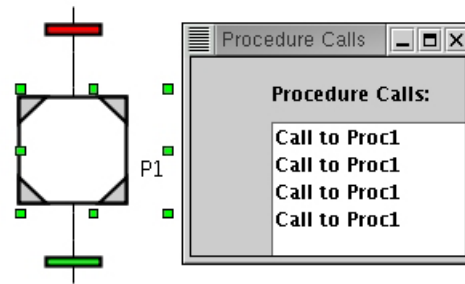 Procedure Calls
Procedure Calls:
P1
Call to Proc1
Call to Proc1
Call to Proc1
Call to Proc1